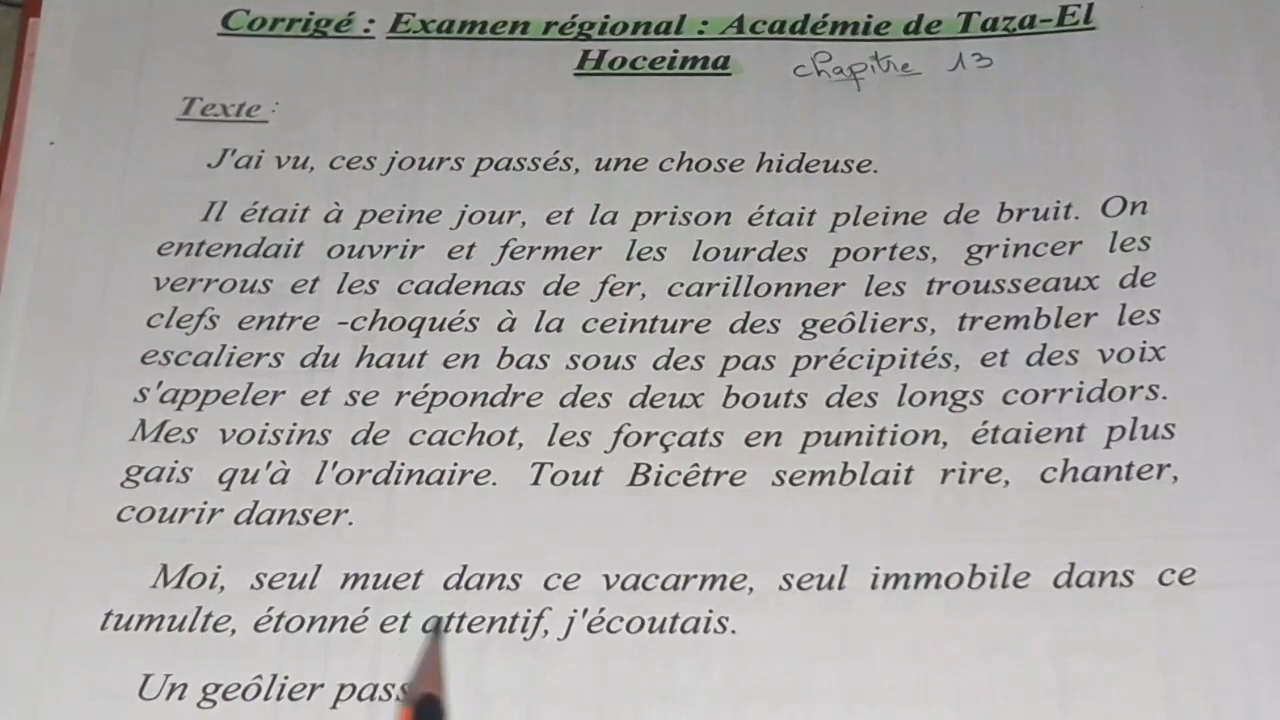 Corrigé : Examen régional : Académie de Taza-El
Hoceima chapitre 13
Texte :
J'ai vu, ces jours passés, une chose hideuse.
Il était à peine jour, et la prison était pleine de bruit. On
entendait ouvrir et fermer les lourdes portes, grincer les
verrous et les cadenas de fer, carillonner les trousseaux de
clefs entre -choqués à la ceinture des geôliers, trembler les
escaliers du haut en bas sous des pas précipités, et des voix
s'appeler et se répondre des deux bouts des longs corridors.
Mes voisins de cachot, les forçats en punition, étaient plus
gais qu'à l'ordinaire. Tout Bicêtre semblait rire, chanter,
courir danser.
Moi, seul muet dans ce vacarme, seul immobile dans ce
tumulte, étonné et attentif, j'écoutais.
Un geôlier